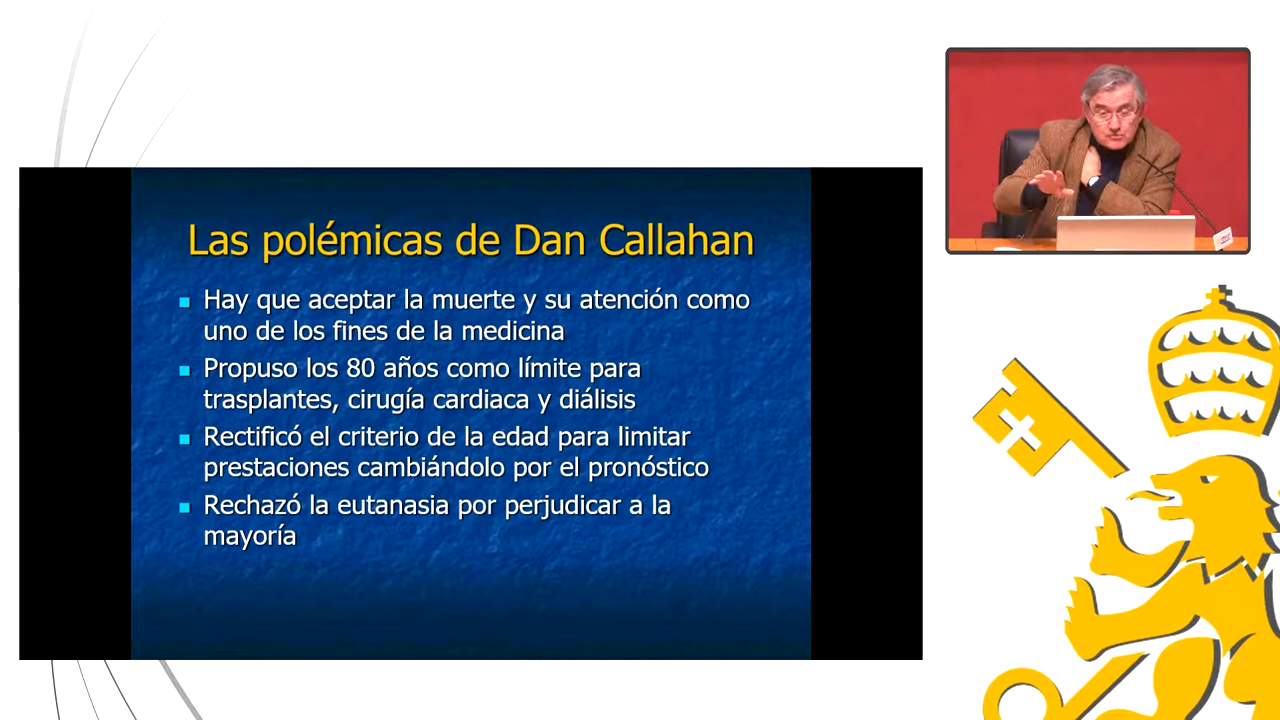 Las polémicas de Dan Callahan
Hay que aceptar la muerte y su atención como
uno de los fines de la medicina
Propuso los 80 años como límite para
trasplantes, cirugía cardiaca y diálisis
Rectificó el criterio de la edad para limitar
prestaciones cambiándolo por el pronóstico
Rechazó la eutanasia por perjudicar a la
mayoría